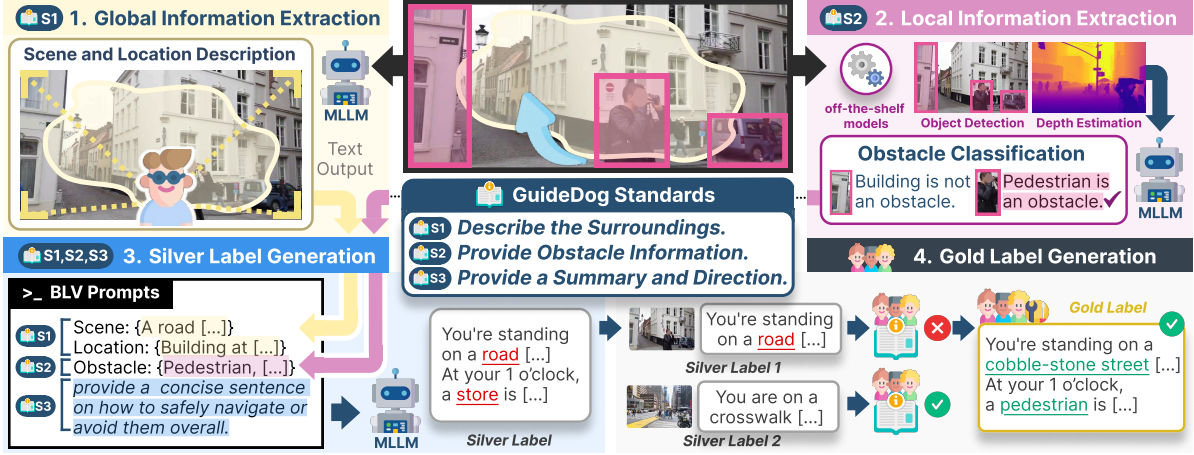 S1 1. Global Information Extraction
Scene and Location Description
MLLM
Text
Output
S2 2. Local Information Extraction
off-the-shelf
models
Object Detection
Depth Estimation
Obstacle Classification
Building is not
an obstacle.
Pedestrian is
an obstacle.
MLLM
GuideDog Standards
S1 Describe the Surroundings.
S2 Provide Obstacle Information.
S3 Provide a Summary and Direction.
S1,S2,S3 3. Silver Label Generation
>_ BLV Prompts
S1
Scene: {A road [...]}
Location: {Building at [...]}
S2 Obstacle: {Pedestrian, [...]}
S3
provide a concise sentence
on how to safely navigate or
avoid them overall.
MLLM
You're standing
on a road [...]
At your 1 o'clock,
a store is [...]
Silver Label
4. Gold Label Generation
You're standing
on a road [...]
Silver Label 1
You are on a
crosswalk [...]
Silver Label 2
Gold Label
You're standing on a
cobble-stone street [...]
At your 1 o'clock,
a pedestrian is [...]